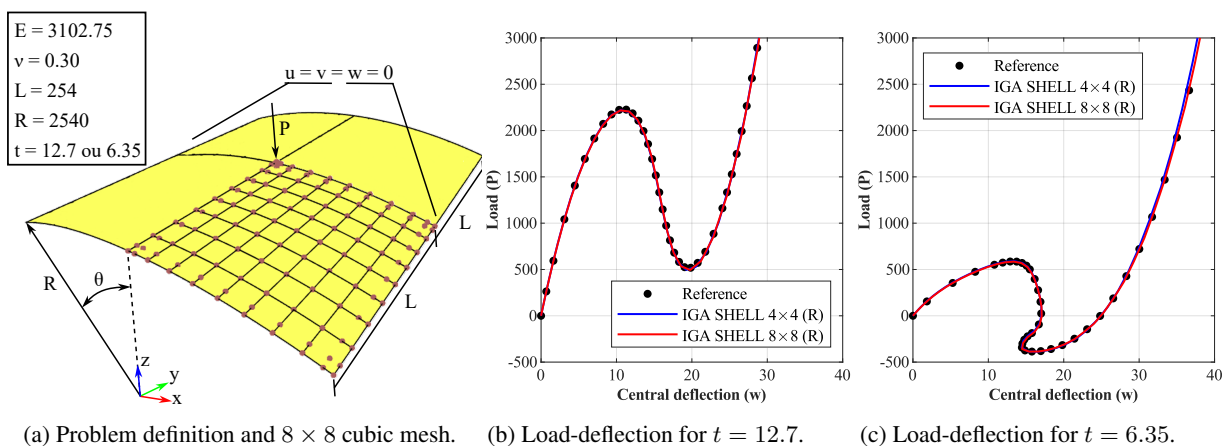 E = 3102.75
ν = 0.30
L = 254
R = 2540
t = 12.7 ou 6.35
u = v = w = 0
P
L
L
R
θ
z
y
x
3000
2500
2000
1500
1000
500
0
-500
Load (P)
0
10
20
30
40
Central deflection (w)
Reference
IGA SHELL 4×4 (R)
IGA SHELL 8×8 (R)
3000
2500
2000
1500
1000
500
0
-500
Load (P)
0
10
20
30
40
Central deflection (w)
Reference
IGA SHELL 4×4 (R)
IGA SHELL 8×8 (R)
(a) Problem definition and 8 × 8 cubic mesh.
(b) Load-deflection for t = 12.7.
(c) Load-deflection for t = 6.35.